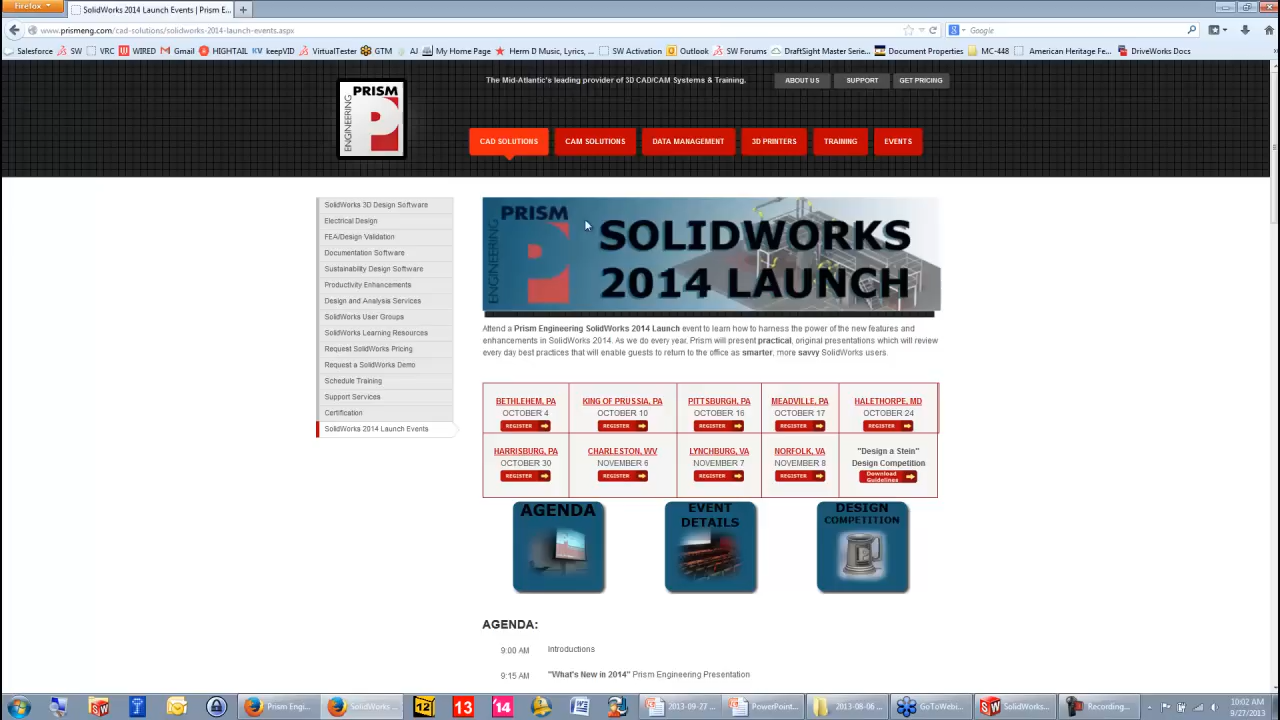 Firefox
SolidWorks 2014 Launch Events | Prism E...
www.prismeng.com/cad-solutions/solidworks-2014-launch-events.aspx
Google
Salesforce SW VRC WIRED Gmail HIGHTAIL KV keepVID VirtualTester GTM AI My Home Page Herm D Music, Lyrics, ... SW Activation Outlook SW Forums DraftSight Master Serie... Document Properties MC-448 American Heritage Fe... DriveWorks Docs
The Mid-Atlantic's leading provider of 3D CAD/CAM Systems & Training.
ABOUT US SUPPORT GET PRICING
PRISM
ENGINEERING
CAD SOLUTIONS CAM SOLUTIONS DATA MANAGEMENT 3D PRINTERS TRAINING EVENTS
SolidWorks 3D Design Software
Electrical Design
FEA/Design Validation
Documentation Software
Sustainability Design Software
Productivity Enhancements
Design and Analysis Services
SolidWorks User Groups
SolidWorks Learning Resources
Request SolidWorks Pricing
Request a SolidWorks Demo
Schedule Training
Support Services
Certification
SolidWorks 2014 Launch Events
PRISM
ENGINEERING
SOLIDWORKS
2014 LAUNCH
Attend a Prism Engineering SolidWorks 2014 Launch event to learn how to harness the power of the new features and
enhancements in SolidWorks 2014. As we do every year, Prism will present practical, original presentations which will review
every day best practices that will enable guests to return to the office as smarter, more savvy SolidWorks users.
BETHLEHEM, PA KING OF PRUSSIA, PA PITTSBURGH, PA MEADVILLE, PA HALETHORPE, MD
OCTOBER 4 OCTOBER 10 OCTOBER 16 OCTOBER 17 OCTOBER 24
REGISTER REGISTER REGISTER REGISTER REGISTER
HARRISBURG, PA CHARLESTON, WV LYNCHBURG, VA NORFOLK, VA "Design a Stein"
OCTOBER 30 NOVEMBER 6 NOVEMBER 7 NOVEMBER 8 Design Competition
REGISTER REGISTER REGISTER REGISTER Download Guidelines
AGENDA
EVENT
DETAILS
DESIGN
COMPETITION
AGENDA:
9:00 AM Introductions
9:15 AM "What's New in 2014" Prism Engineering Presentation
12 13 14
Prism Engi... SolidWorks ... 2013-09-27 ... PowerPoint... 2013-08-06 ... GoToWebi... SolidWorks... Recording...
10:02 AM
9/27/2013